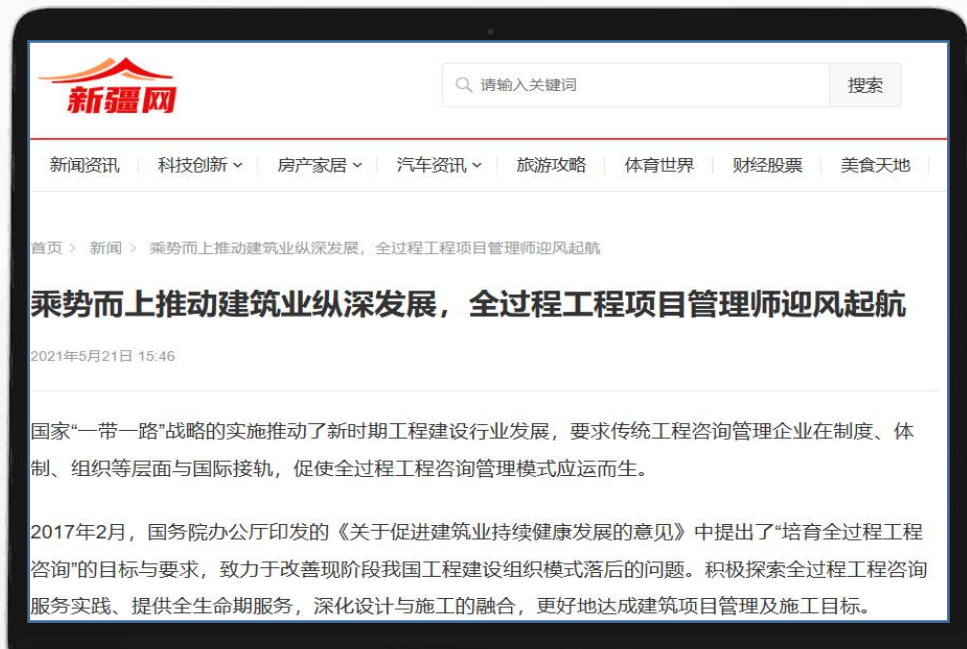 新疆网
请输入关键词
搜索
新闻资讯 科技创新 房产家居 汽车资讯 旅游攻略 体育世界 财经股票 美食天地
首页 > 新闻 > 乘势而上推动建筑业纵深发展，全过程工程项目管理师迎风起航
乘势而上推动建筑业纵深发展，全过程工程项目管理师迎风起航
2021年5月21日 15:46
国家“一带一路”战略的实施推动了新时期工程建设行业发展，要求传统工程咨询管理企业在制度、体
制、组织等层面与国际接轨，促使全过程工程咨询管理模式应运而生。
2017年2月，国务院办公厅印发的《关于促进建筑业持续健康发展的意见》中提出了“培育全过程工程
咨询”的目标与要求，致力于改善现阶段我国工程建设组织模式落后的问题。积极探索全过程工程咨询
服务实践、提供全生命期服务，深化设计与施工的融合，更好地达成建筑项目管理及施工目标。